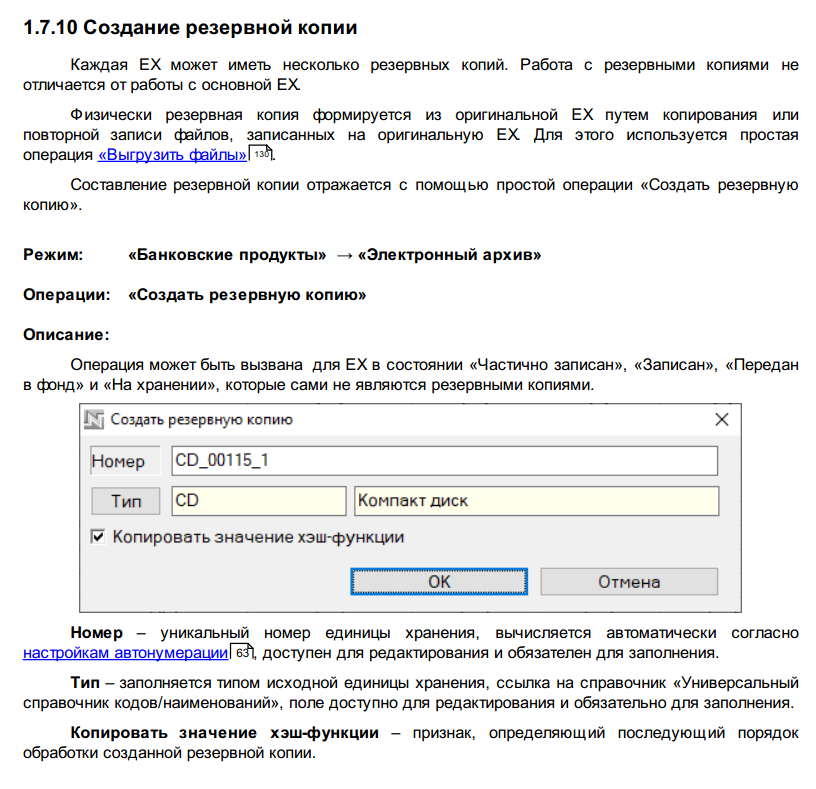 1.7.10 Создание резервной копии
Каждая ЕХ может иметь несколько резервных копий. Работа с резервными копиями не
отличается от работы с основной ЕХ.
Физически резервная копия формируется из оригинальной ЕХ путем копирования или
повторной записи файлов, записанных на оригинальную ЕХ. Для этого используется простая
операция «Выгрузить файлы» 130.
Составление резервной копии отражается с помощью простой операции «Создать резервную
копию».
Режим: «Банковские продукты» → «Электронный архив»
Операции: «Создать резервную копию»
Описание:
Операция может быть вызвана для ЕХ в состоянии «Частично записан», «Записан», «Передан
в фонд» и «На хранении», которые сами не являются резервными копиями.
Создать резервную копию
Номер CD_00115_1
Тип CD Компакт диск
Копировать значение хэш-функции
OK Отмена
Номер – уникальный номер единицы хранения, вычисляется автоматически согласно
настройкам автонумерации 63, доступен для редактирования и обязателен для заполнения.
Тип – заполняется типом исходной единицы хранения, ссылка на справочник «Универсальный
справочник кодов/наименований», поле доступно для редактирования и обязательно для заполнения.
Копировать значение хэш-функции – признак, определяющий последующий порядок
обработки созданной резервной копии.